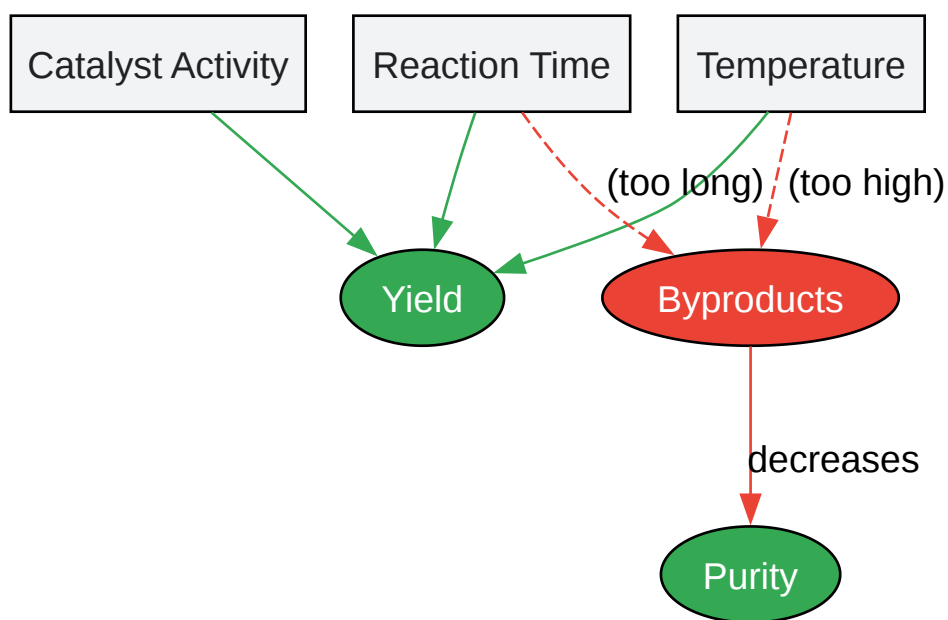 Catalyst Activity
Reaction Time
Temperature
(too long)
(too high)
Yield
Byproducts
decreases
Purity